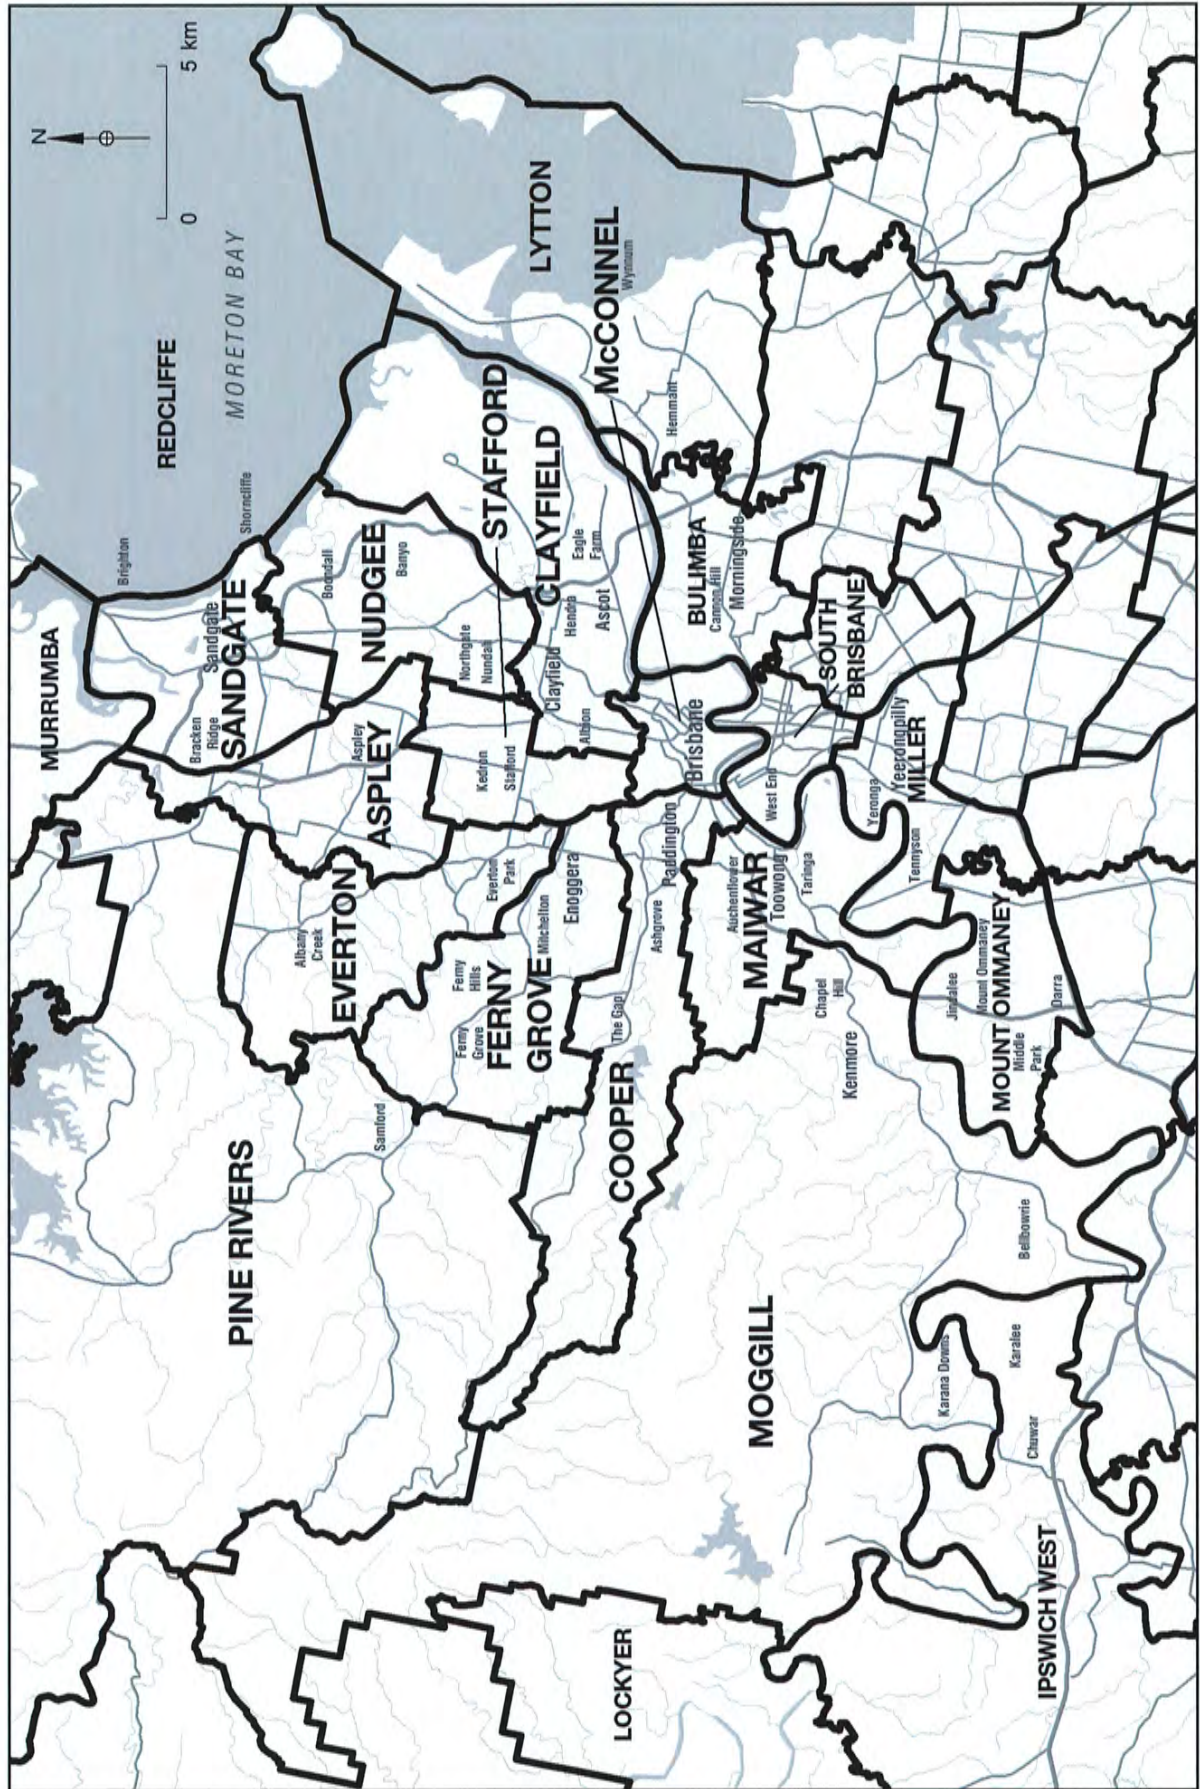 N
MURRUMBA
Brighton
REDCLIFFE
0 5 km
Bracken
Ridge
Sandgate
SANDGATE
Shorncliffe
MORETON BAY
PINE RIVERS
Albany
Creek
EVERTON
Boondall
Aspley
ASPLEY
NUDGEE
Banyo
Samford
Ferny
Grove
Ferny
Hills
FERNY
GROVE
Everton
Park
Mitchelton
Enoggera
Kedron
Stafford
Northgate
Nundah
STAFFORD
CLAYFIELD
Clayfield
Hendra
Ascot
Eagle
Farm
Albion
LYTTON
McCONNEL
Wynnum
LOCKYER
COOPER
The Gap
Ashgrove
Paddington
Brisbane
Hemmant
BULIMBA
Cannon Hill
Morningside
MOGGILL
MAIWAR
Auchenflower
Toowong
Taringa
West End
SOUTH
BRISBANE
Chapel
Hill
Kenmore
Yeronga
Yeerongpilly
MILLER
Tennyson
Karana Downs
Jindalee
Mount Ommaney
MOUNT OMMANEY
Middle
Park
Darra
Bellbowrie
Karalee
Chuwar
IPSWICH WEST